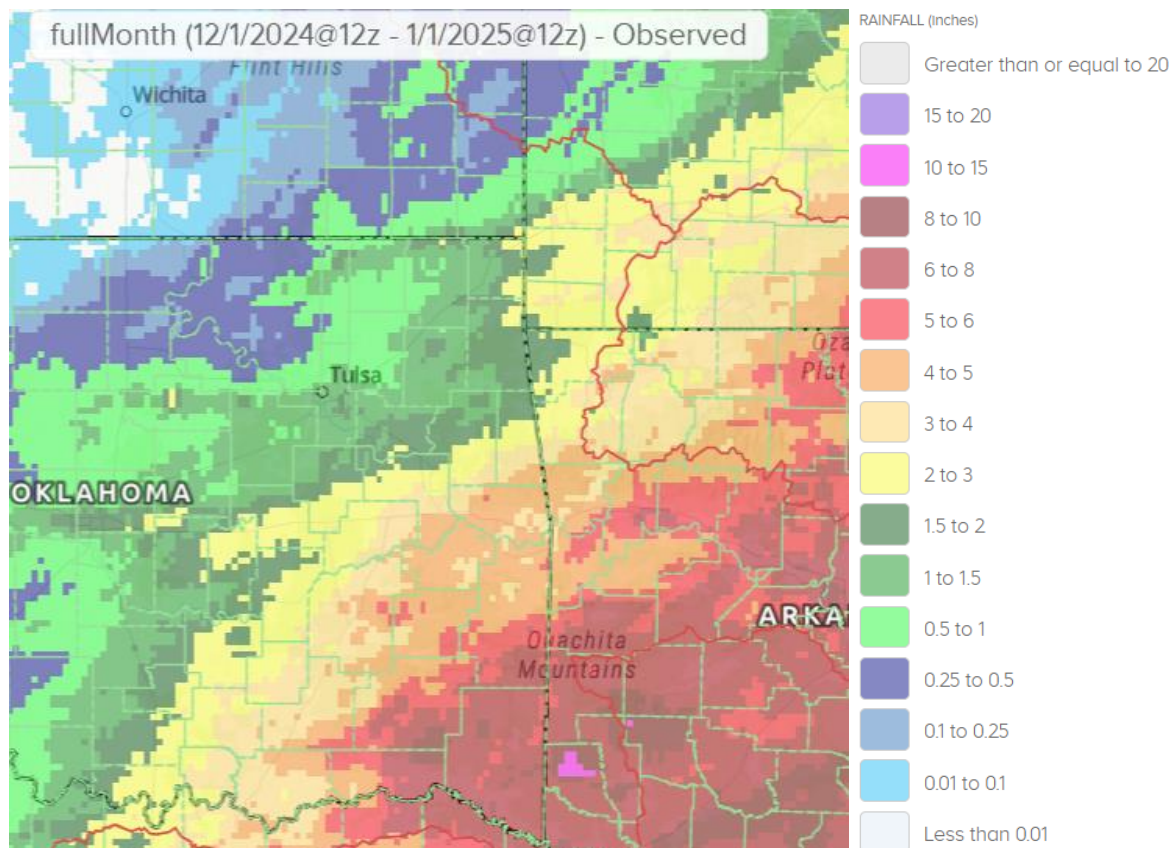 fullMonth (12/1/2024@12z - 1/1/2025@12z) - Observed
Flint Hills
Wichita
Tulsa
OKLAHOMA
Oza
Plat
ARKA
Ouachita
Mountains
RAINFALL (Inches)
Greater than or equal to 20
15 to 20
10 to 15
8 to 10
6 to 8
5 to 6
4 to 5
3 to 4
2 to 3
1.5 to 2
1 to 1.5
0.5 to 1
0.25 to 0.5
0.1 to 0.25
0.01 to 0.1
Less than 0.01